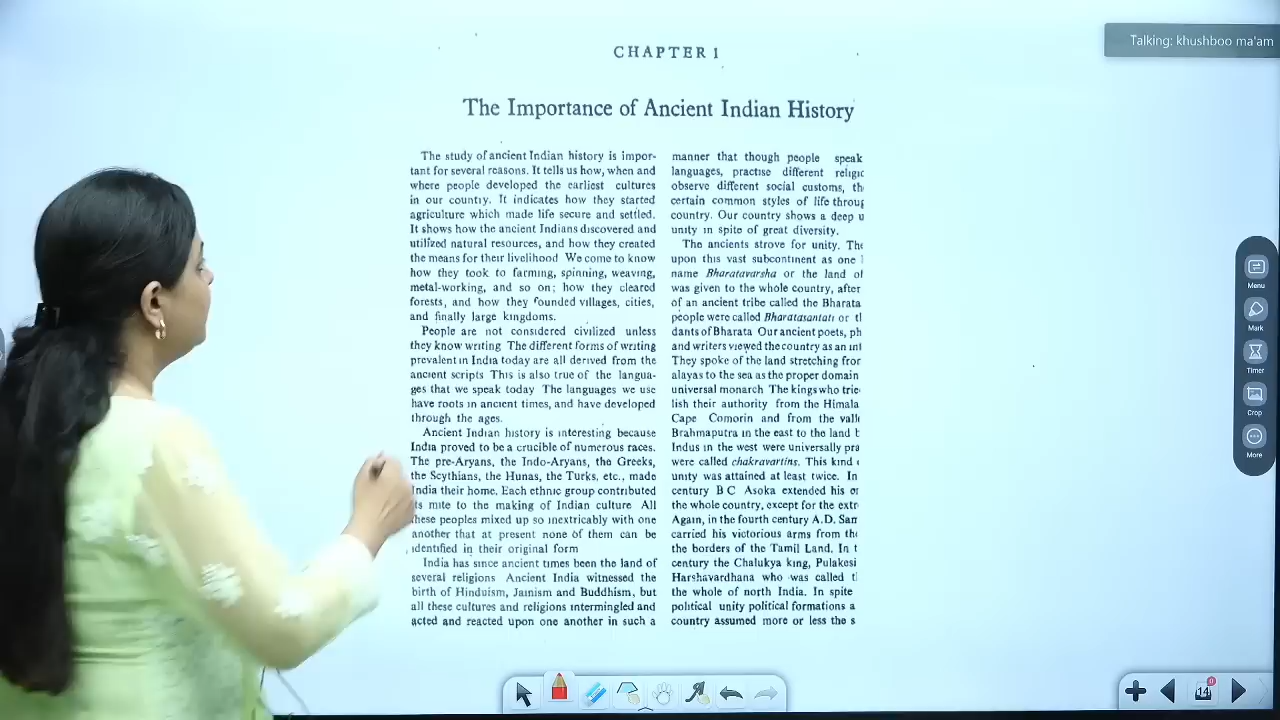 Talking: khushboo ma'am
CHAPTER 1
The Importance of Ancient Indian History
The study of ancient Indian history is impor-
tant for several reasons. It tells us how, when and
where people developed the earliest cultures
in our country. It indicates how they started
agriculture which made life secure and settled.
It shows how the ancient Indians discovered and
utilized natural resources, and how they created
the means for their livelihood We come to know
how they took to farming, spinning, weaving,
metal-working, and so on; how they cleared
forests, and how they founded villages, cities,
and finally large kingdoms.
People are not considered civilized unless
they know writing The different forms of writing
prevalent in India today are all derived from the
ancient scripts This is also true of the langua-
ges that we speak today The languages we use
have roots in ancient times, and have developed
through the ages.
Ancient Indian history is interesting because
India proved to be a crucible of numerous races.
The pre-Aryans, the Indo-Aryans, the Greeks,
the Scythians, the Hunas, the Turks, etc., made
India their home. Each ethnic group contributed
its mite to the making of Indian culture All
these peoples mixed up so inextricably with one
another that at present none of them can be
identified in their original form
India has since ancient times been the land of
several religions Ancient India witnessed the
birth of Hinduism, Jainism and Buddhism, but
all these cultures and religions intermingled and
acted and reacted upon one another in such a
manner that though people speak
languages, practise different religio
observe different social customs, the
certain common styles of life throug
country. Our country shows a deep u
unity in spite of great diversity.
The ancients strove for unity. The
upon this vast subcontinent as one
name Bharatavarsha or the land of
was given to the whole country, after
of an ancient tribe called the Bharata
people were called Bharatasantati or
dants of Bharata Our ancient poets, ph
and writers viewed the country as an int
They spoke of the land stretching from
alayas to the sea as the proper domain
universal monarch The kings who trie
lish their authority from the Himala
Cape Comorin and from the valle
Brahmaputra in the east to the land b
Indus in the west were universally pra
were called chakravartins. This kind
unity was attained at least twice. In
century B C Asoka extended his
the whole country, except for the extr
Again, in the fourth century A.D. Sam
carried his victorious arms from the
the borders of the Tamil Land. In t
century the Chalukya king, Pulakesi
Harshavardhana who was called t
the whole of north India. In spite
political unity political formations a
country assumed more or less the s
Menu
Mark
Timer
Crop
More
14